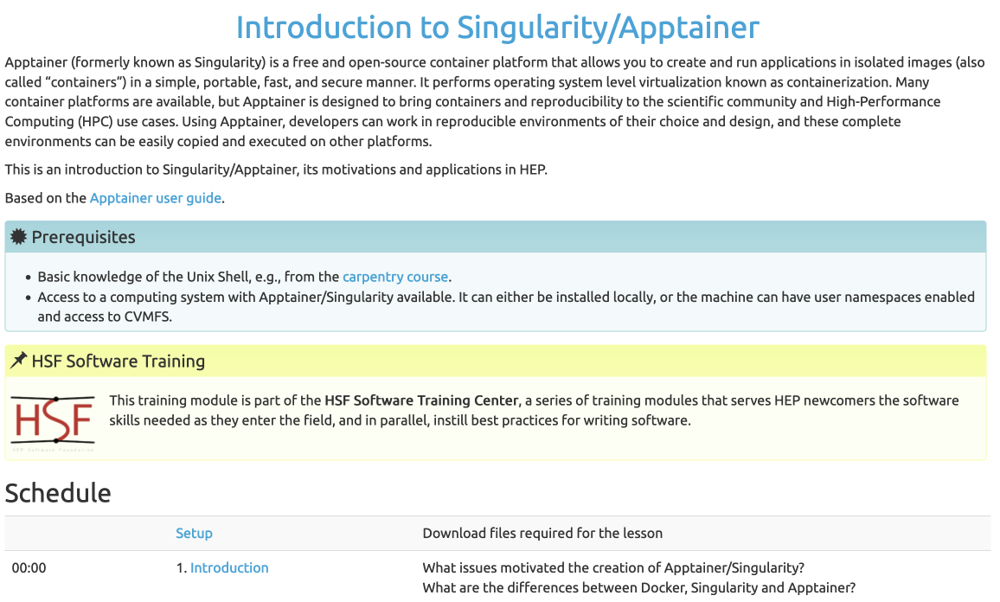 Introduction to Singularity/Apptainer
Apptainer (formerly known as Singularity) is a free and open-source container platform that allows you to create and run applications in isolated images (also
called “containers”) in a simple, portable, fast, and secure manner. It performs operating system level virtualization known as containerization. Many
container platforms are available, but Apptainer is designed to bring containers and reproducibility to the scientific community and High-Performance
Computing (HPC) use cases. Using Apptainer, developers can work in reproducible environments of their choice and design, and these complete
environments can be easily copied and executed on other platforms.
This is an introduction to Singularity/Apptainer, its motivations and applications in HEP.
Based on the Apptainer user guide.
Prerequisites
• Basic knowledge of the Unix Shell, e.g., from the carpentry course.
• Access to a computing system with Apptainer/Singularity available. It can either be installed locally, or the machine can have user namespaces enabled
and access to CVMFS.
HSF Software Training
HSF
HEP Software Foundation
This training module is part of the HSF Software Training Center, a series of training modules that serves HEP newcomers the software
skills needed as they enter the field, and in parallel, instill best practices for writing software.
Schedule
Setup Download files required for the lesson
00:00 1. Introduction What issues motivated the creation of Apptainer/Singularity?
What are the differences between Docker, Singularity and Apptainer?